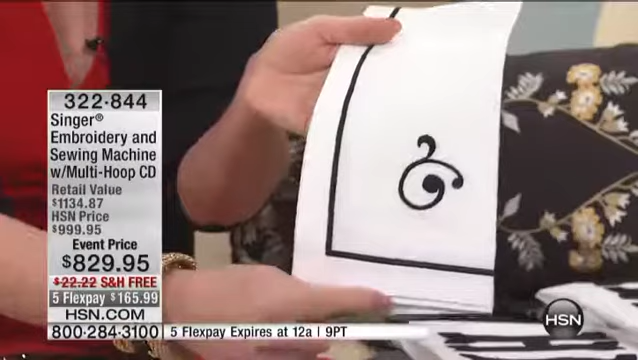 322-844
Singer®
Embroidery and
Sewing Machine
w/Multi-Hoop CD
Retail Value
$1134.87
HSN Price
$999.95
Event Price
$829.95
$22.22 S&H FREE
5 Flexpay $165.99
HSN.COM
800-284-3100
5 Flexpay Expires at 12a | 9PT
&
HSN
HSN